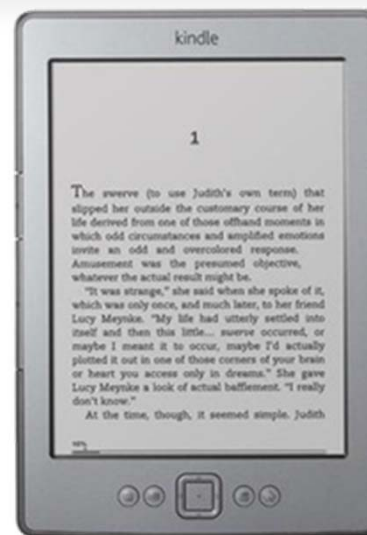 kindle
1
The swerve (to use Judith's own term) that
slipped her outside the customary course of her
life derived from one of those offhand moments in
which odd circumstances and amplified emotions
invite an odd and overcolored response.
Amusement was the presumed objective,
whatever the actual result might be.
"It was strange," she said when she spoke of it,
which was only once, and much later, to her friend
Lucy Meynke. "My life had utterly settled into
itself and then this little... swerve occurred, or
maybe I meant it to occur, maybe I'd actually
plotted it out in one of those corners of your brain
or heart you access only in dreams." She gave
Lucy Meynke a look of actual bafflement. "I really
don't know."
At the time, though, it seemed simple. Judith